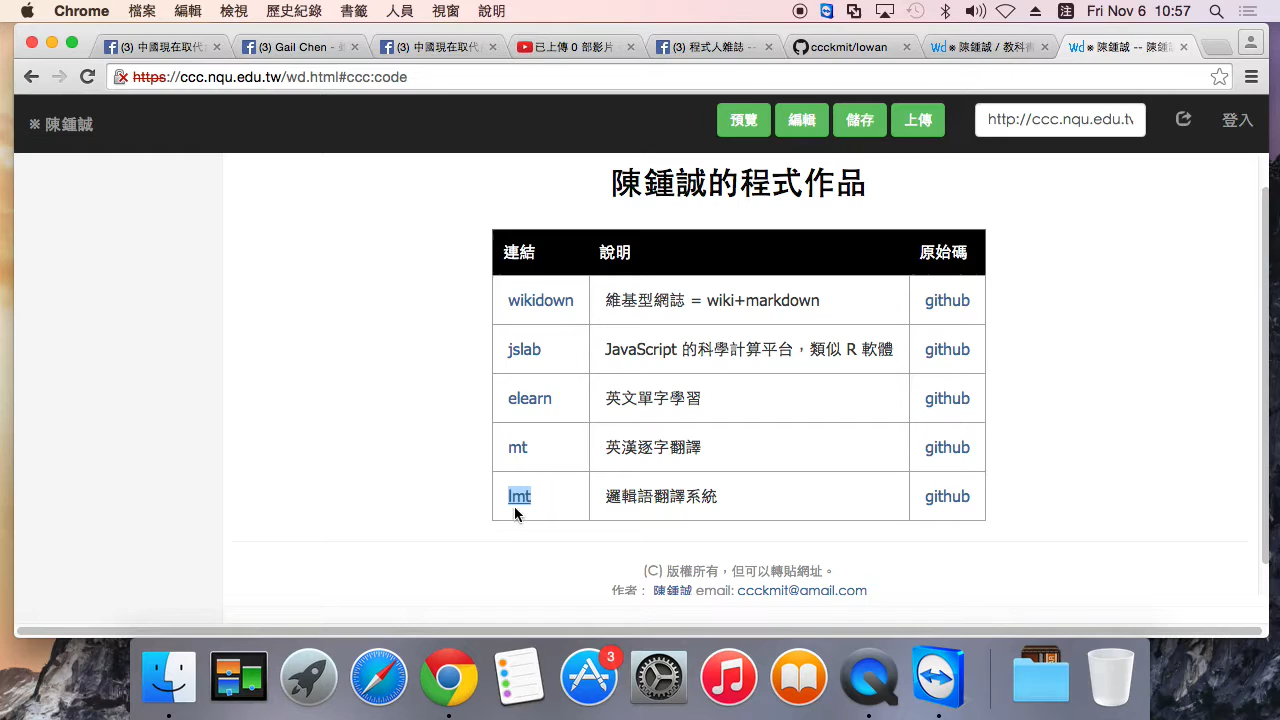 Chrome 檔案 編輯 檢視 歷史紀錄 書籤 人員 視窗 說明 注 Fri Nov 6 10:57
(3) 中國現在取代
(3) Gail Chen -
(3) 中國現在取代
已上傳 0 部影片
(3) 程式人雜誌 -
ccckmit/lowan
Wd ※ 陳鍾誠 / 教科書
Wd ※ 陳鍾誠 -- 陳鍾誠
https://ccc.nqu.edu.tw/wd.html#ccc:code
※ 陳鍾誠 預覽 編輯 儲存 上傳 http://ccc.nqu.edu.tv 登入
陳鍾誠的程式作品
連結 說明 原始碼
wikidown 維基型網誌 = wiki+markdown github
jslab JavaScript 的科學計算平台，類似 R 軟體 github
elearn 英文單字學習 github
mt 英漢逐字翻譯 github
lmt 邏輯語翻譯系統 github
(C) 版權所有，但可以轉貼網址。
作者： 陳鍾誠 email: ccckmit@gmail.com
3